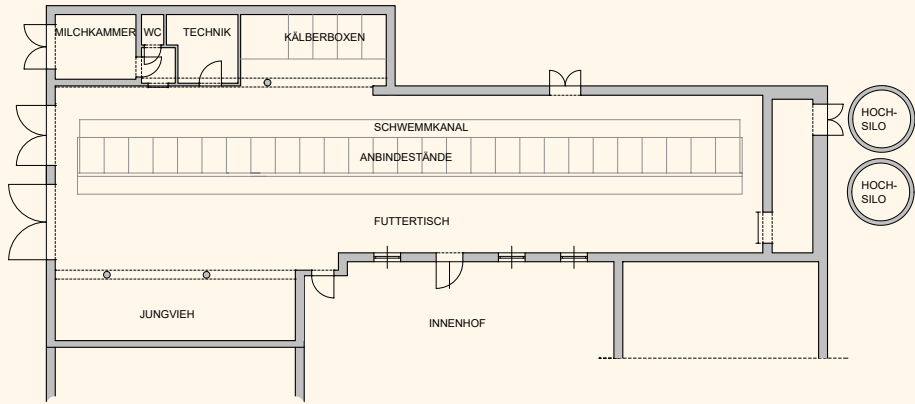 MILCHKAMMER
WC
TECHNIK
KÄLBERBOXEN
SCHWEMMKANAL
ANBINDESTÄNDE
FUTTERTISCH
HOCH-
SILO
HOCH-
SILO
JUNGVIEH
INNENHOF